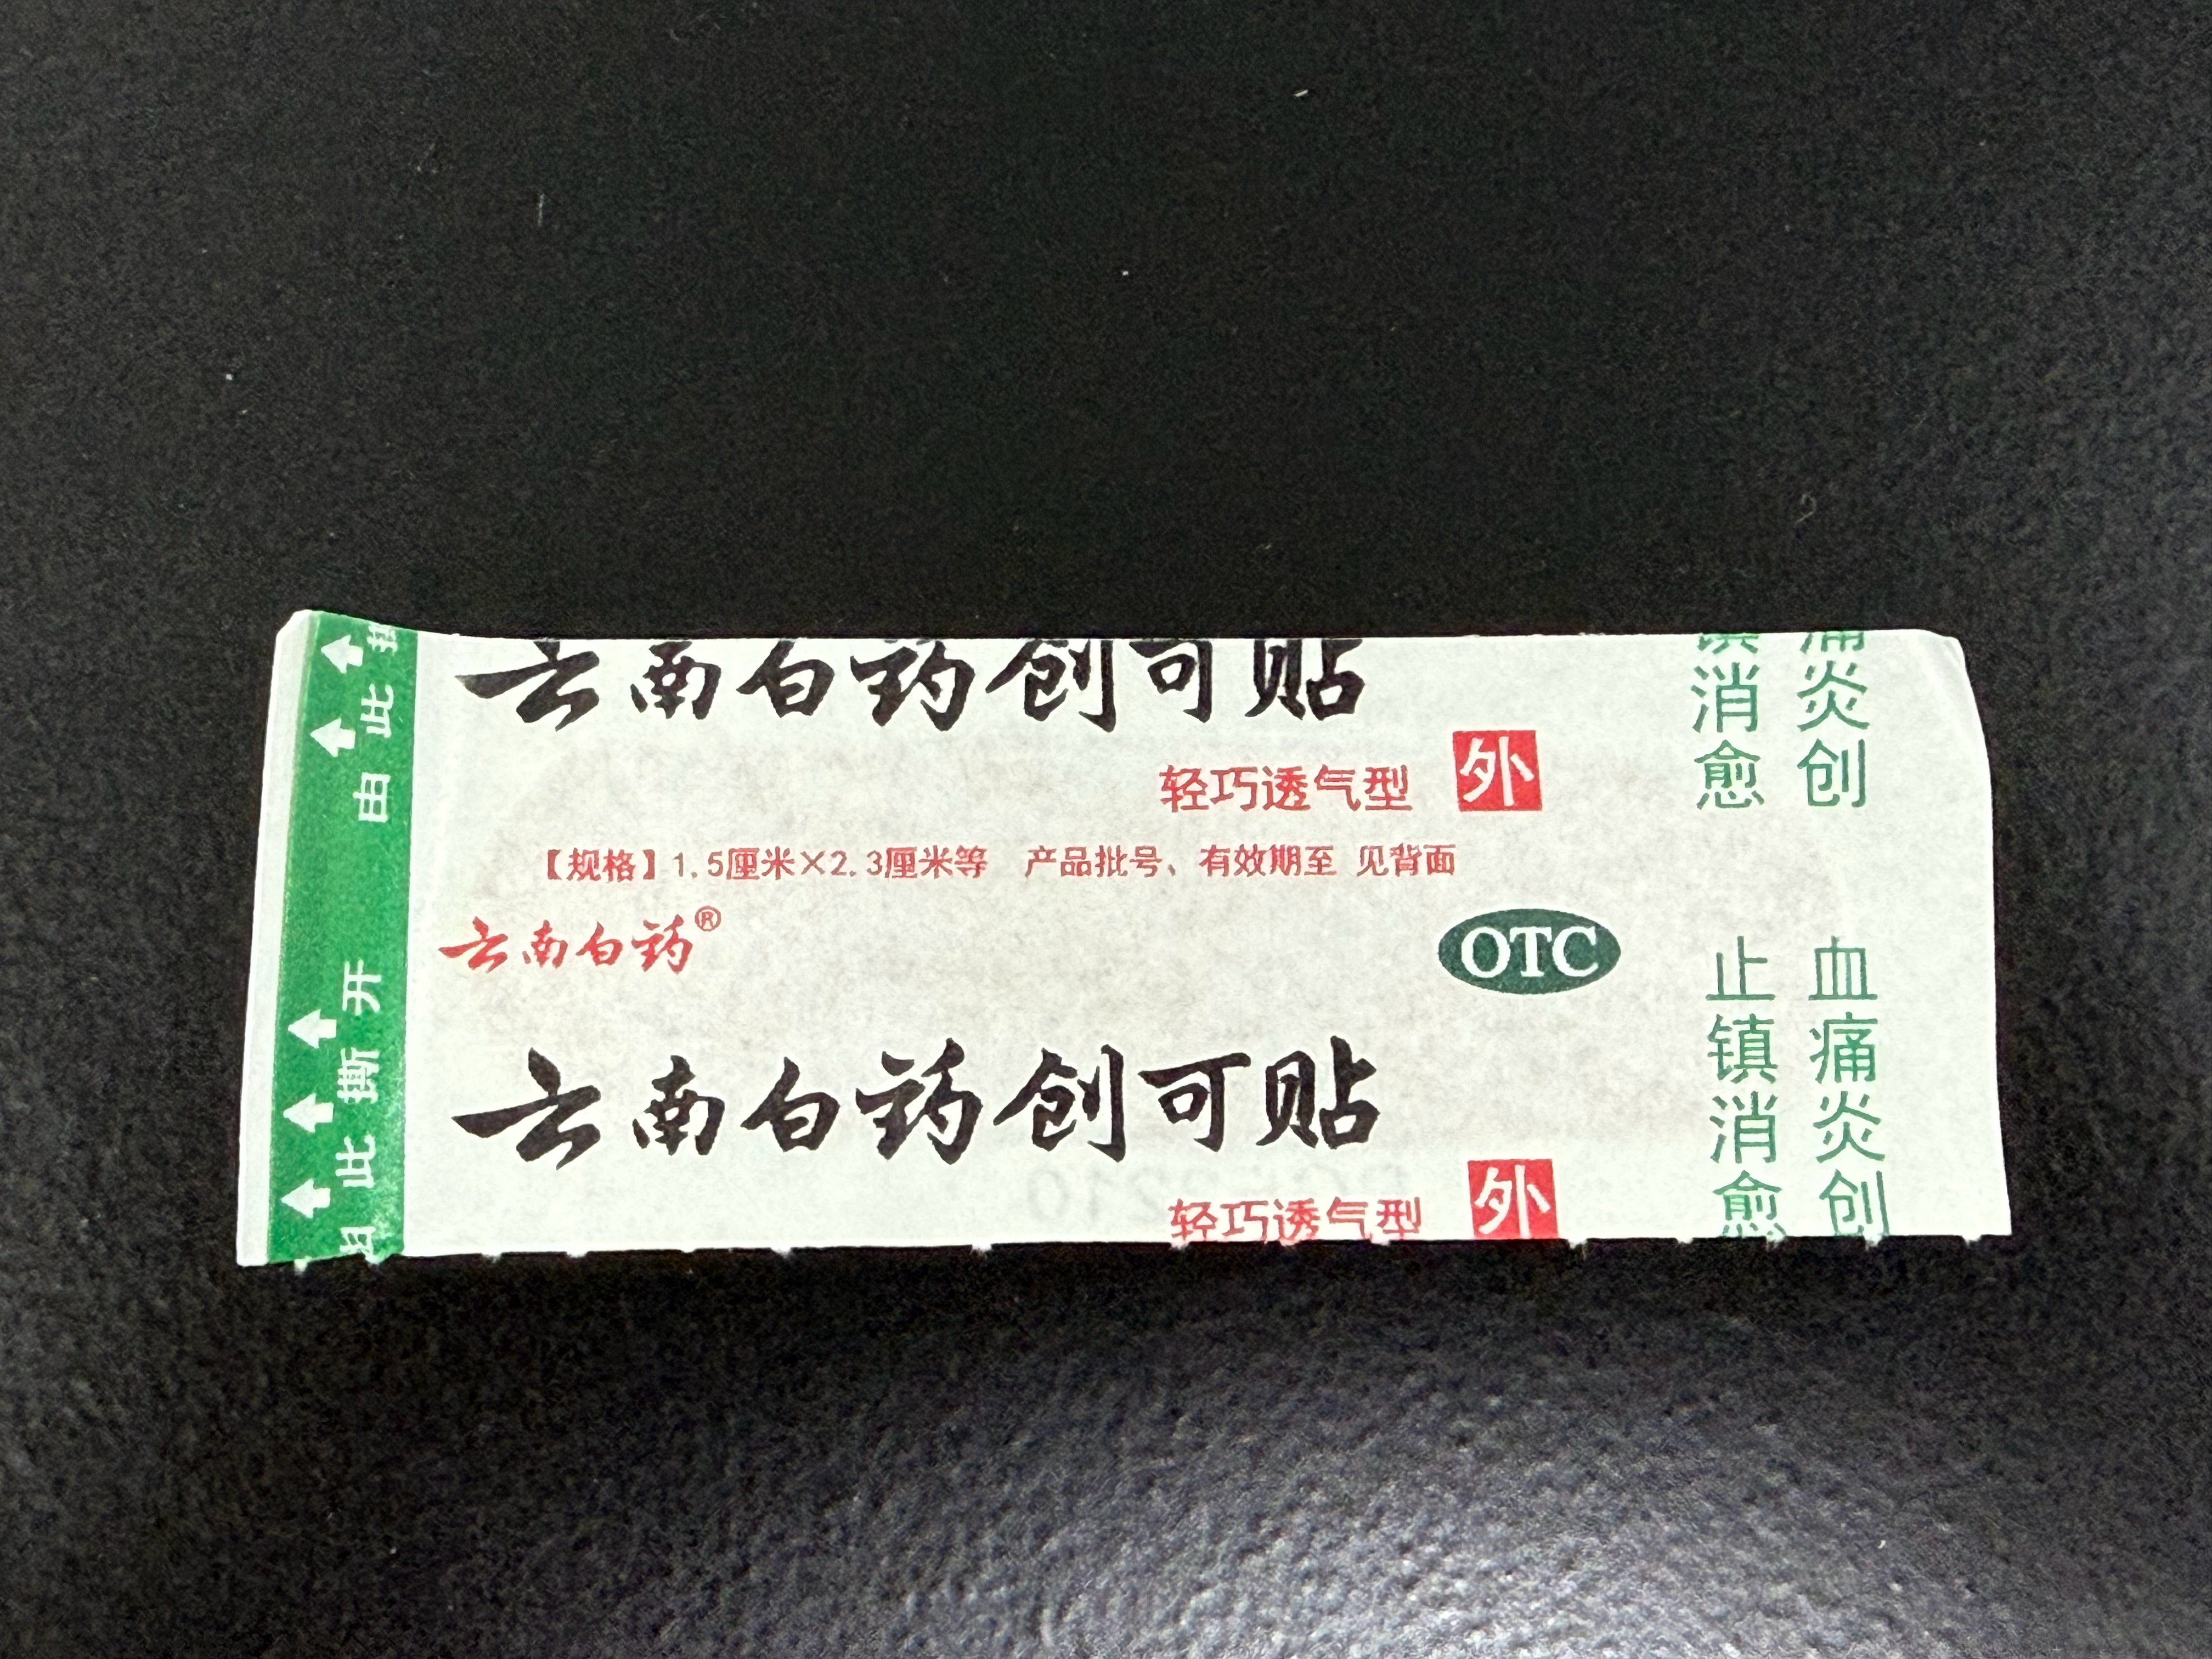 云南白药创可贴
轻巧透气型 外
【规格】1.5厘米×2.3厘米等 产品批号、有效期至 见背面
云南白药®
OTC
云南白药创可贴
轻巧透气型 外
镇痛
消炎
愈创
止血
镇痛
消炎
愈创
由此撕
由此撕开